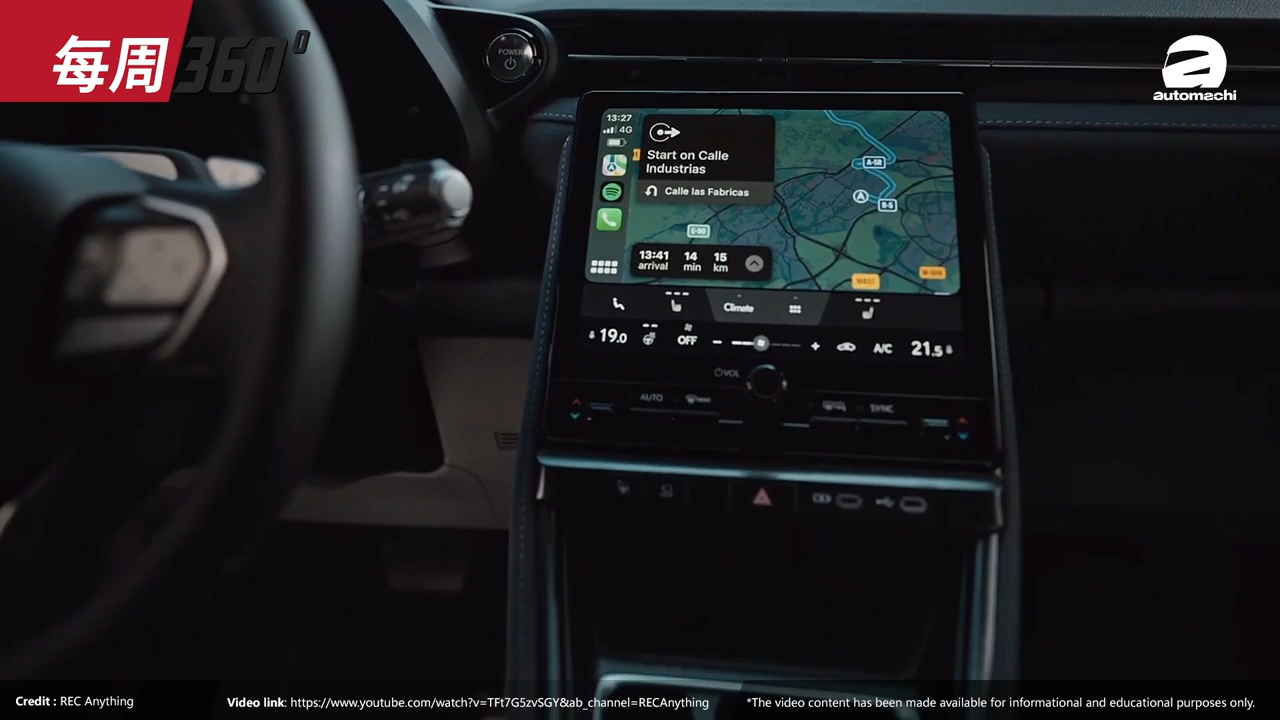 每周360°
automachi
POWER
13:27
4G
Start on Calle
Industrias
Calle las Fabricas
A-5R
R-5
E-90
M407
M-506
13:41 14 15
arrival min km
Climate
19.0 OFF A/C 21.5
VOL
AUTO SYNC
Credit : REC Anything
Video link: https://www.youtube.com/watch?v=TFt7G5zvSGY&ab_channel=RECAnything
*The video content has been made available for informational and educational purposes only.